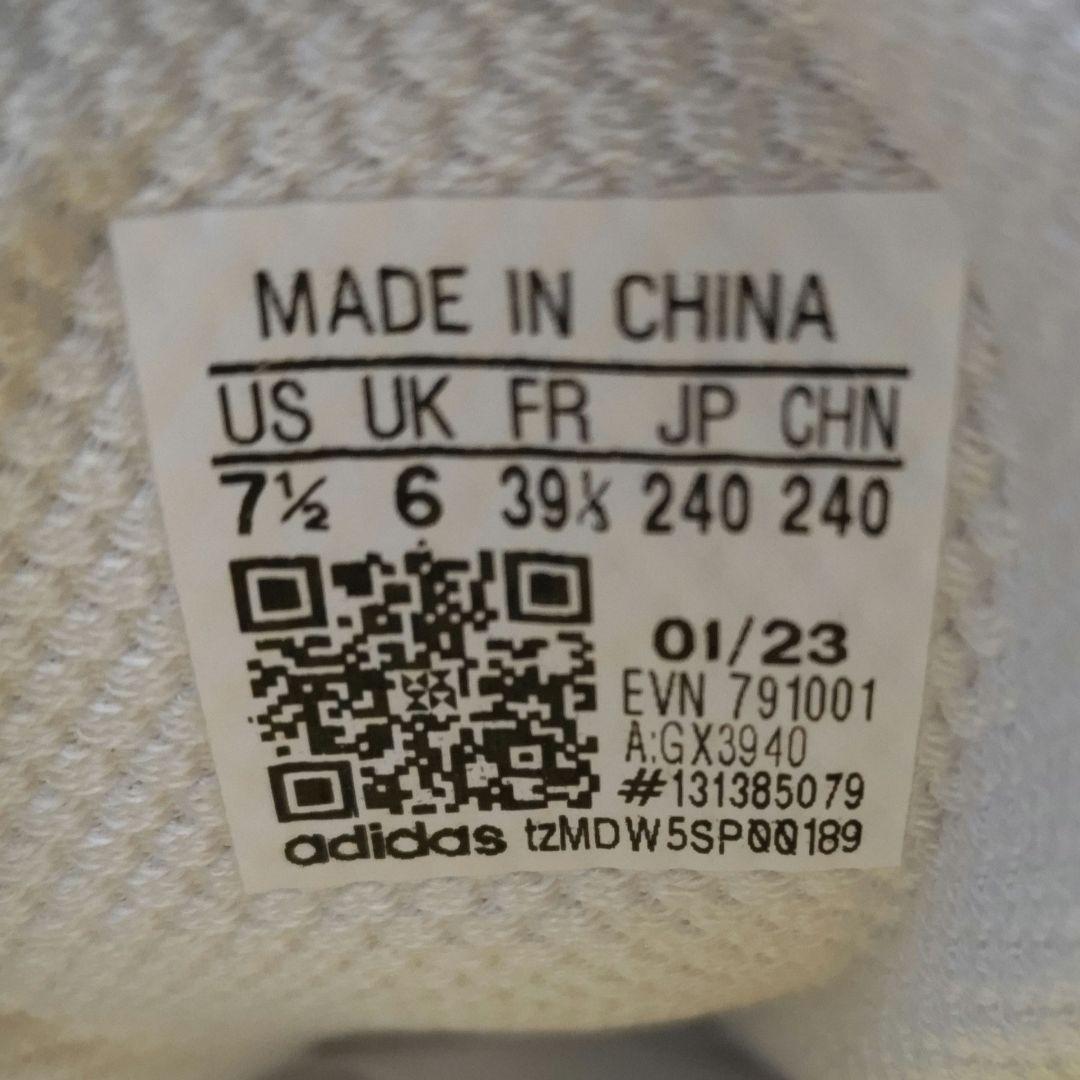 MADE IN CHINA
US UK FR JP CHN
7½ 6 39⅓ 240 240
01/23
EVN 791001
A:GX3940
#131385079
adidas tzMDW5SP00189